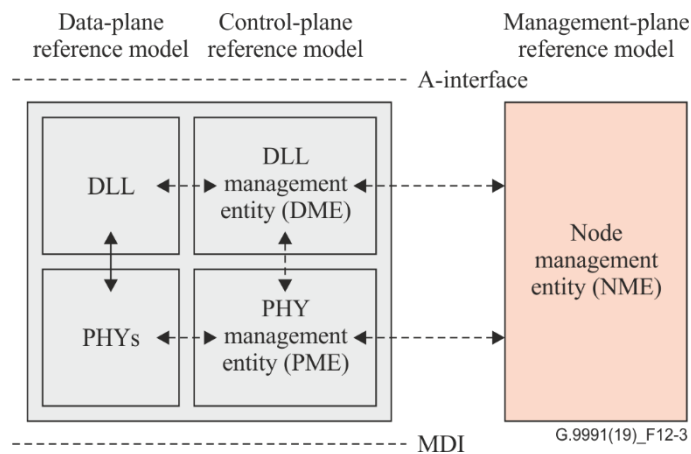 Data-plane
reference model
Control-plane
reference model
Management-plane
reference model
A-interface
DLL
DLL
management
entity (DME)
PHYs
PHY
management
entity (PME)
Node
management
entity (NME)
MDI
G.9991(19)_F12-3